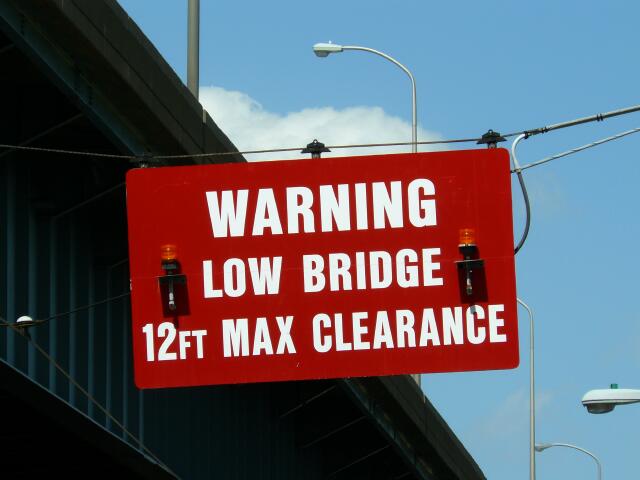 WARNING
LOW BRIDGE
12FT MAX CLEARANCE